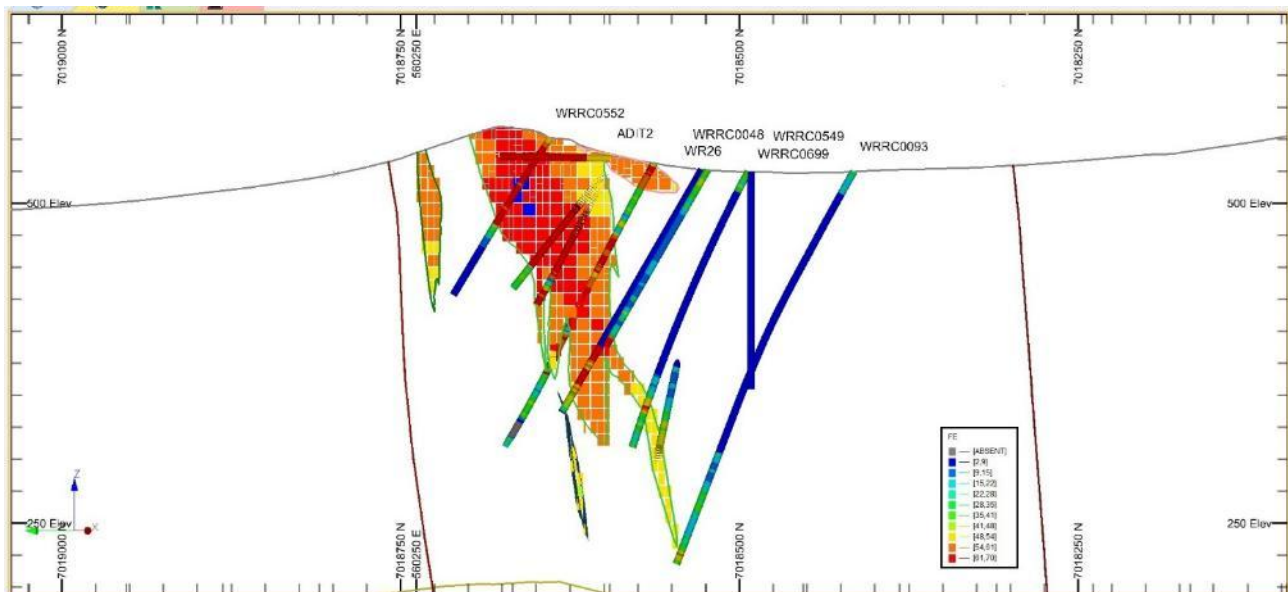 7019000 N
7018750 N
560250 E
7018500 N
7018250 N
WRRC0552
ADIT2
WRRC0048 WRRC0549
WR26 WRRC0699
WRRC0093
500 Elev
500 Elev
FE
[ABSENT]
[2,9]
[9,15]
[15,22]
[22,28]
[28,35]
[35,41]
[41,48]
[48,54]
[54,61]
[61,70]
Z
X
250 Elev
250 Elev
7019000 N
7018750 N
560250 E
7018500 N
7018250 N